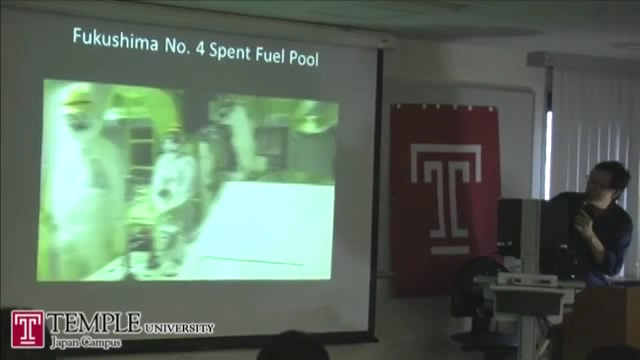 Fukushima No. 4 Spent Fuel Pool
T
T TEMPLE UNIVERSITY
Japan Campus